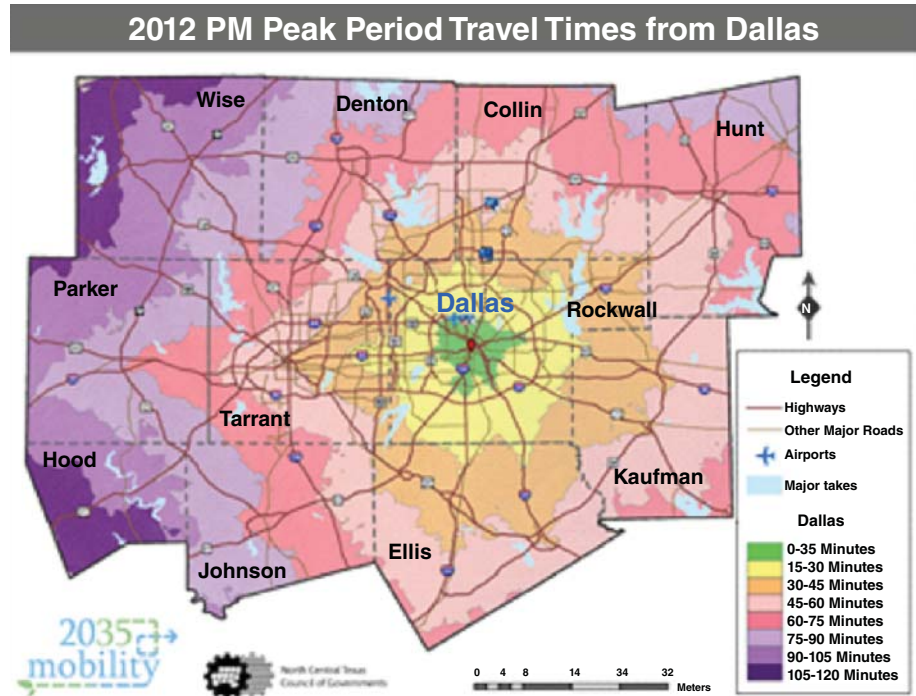 2012 PM Peak Period Travel Times from Dallas
Wise
Denton
Collin
Hunt
Parker
Dallas
Rockwall
N
Tarrant
Hood
Kaufman
Ellis
Johnson
Legend
Highways
Other Major Roads
Airports
Major takes
Dallas
0-35 Minutes
15-30 Minutes
30-45 Minutes
45-60 Minutes
60-75 Minutes
75-90 Minutes
90-105 Minutes
105-120 Minutes
2035
mobility
North Central Texas
Council of Governments
0 4 8 14 24 34 32
Meters